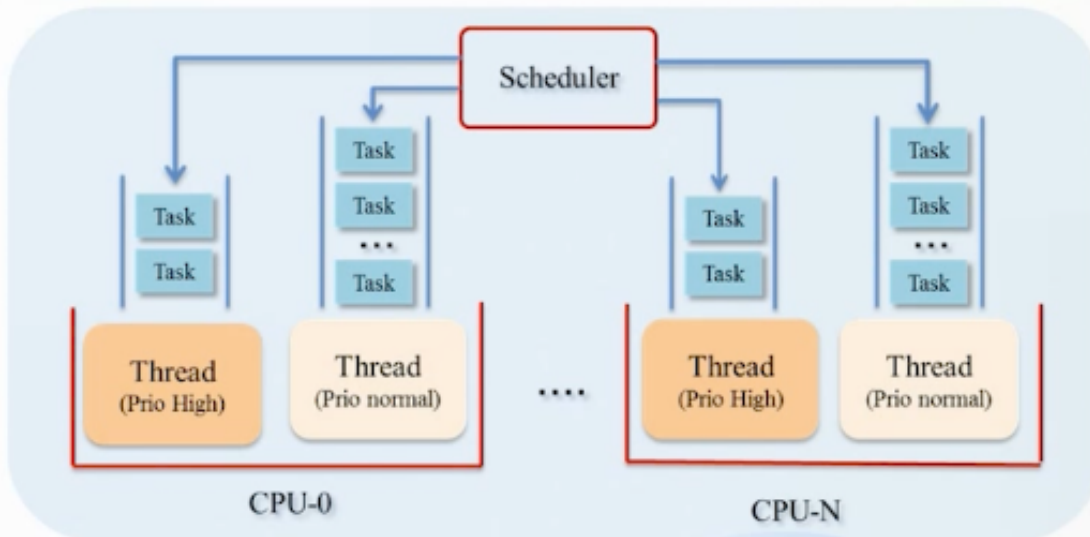 Scheduler
Task
Task
Task
Task
...
Task
Task
Task
Task
Task
...
Task
Thread
(Prio High)
Thread
(Prio normal)
....
Thread
(Prio High)
Thread
(Prio normal)
CPU-0
CPU-N